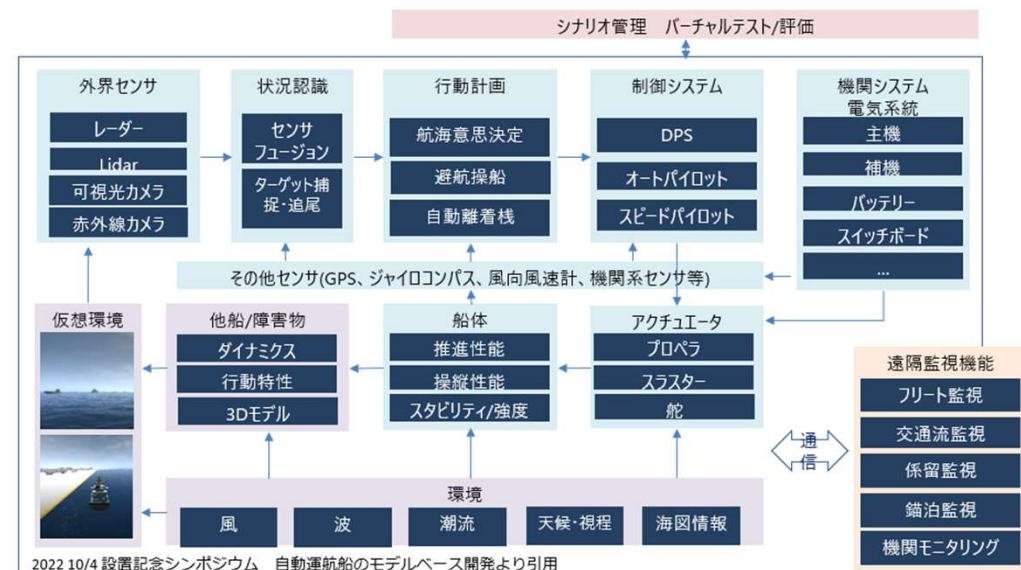 シナリオ管理　バーチャルテスト/評価
外界センサ
レーダー
Lidar
可視光カメラ
赤外線カメラ
状況認識
センサ
フュージョン
ターゲット捕
捉・追尾
行動計画
航海意思決定
避航操船
自動離着桟
制御システム
DPS
オートパイロット
スピードパイロット
機関システム
電気系統
主機
補機
バッテリー
スイッチボード
...
その他センサ(GPS、ジャイロコンパス、風向風速計、機関系センサ等)
仮想環境
他船/障害物
ダイナミクス
行動特性
3Dモデル
船体
推進性能
操縦性能
スタビリティ/強度
アクチュエータ
プロペラ
スラスター
舵
遠隔監視機能
フリート監視
交通流監視
係留監視
錨泊監視
機関モニタリング
通
信
環境
風
波
潮流
天候・視程
海図情報
2022 10/4 設置記念シンポジウム　自動運航船のモデルベース開発より引用